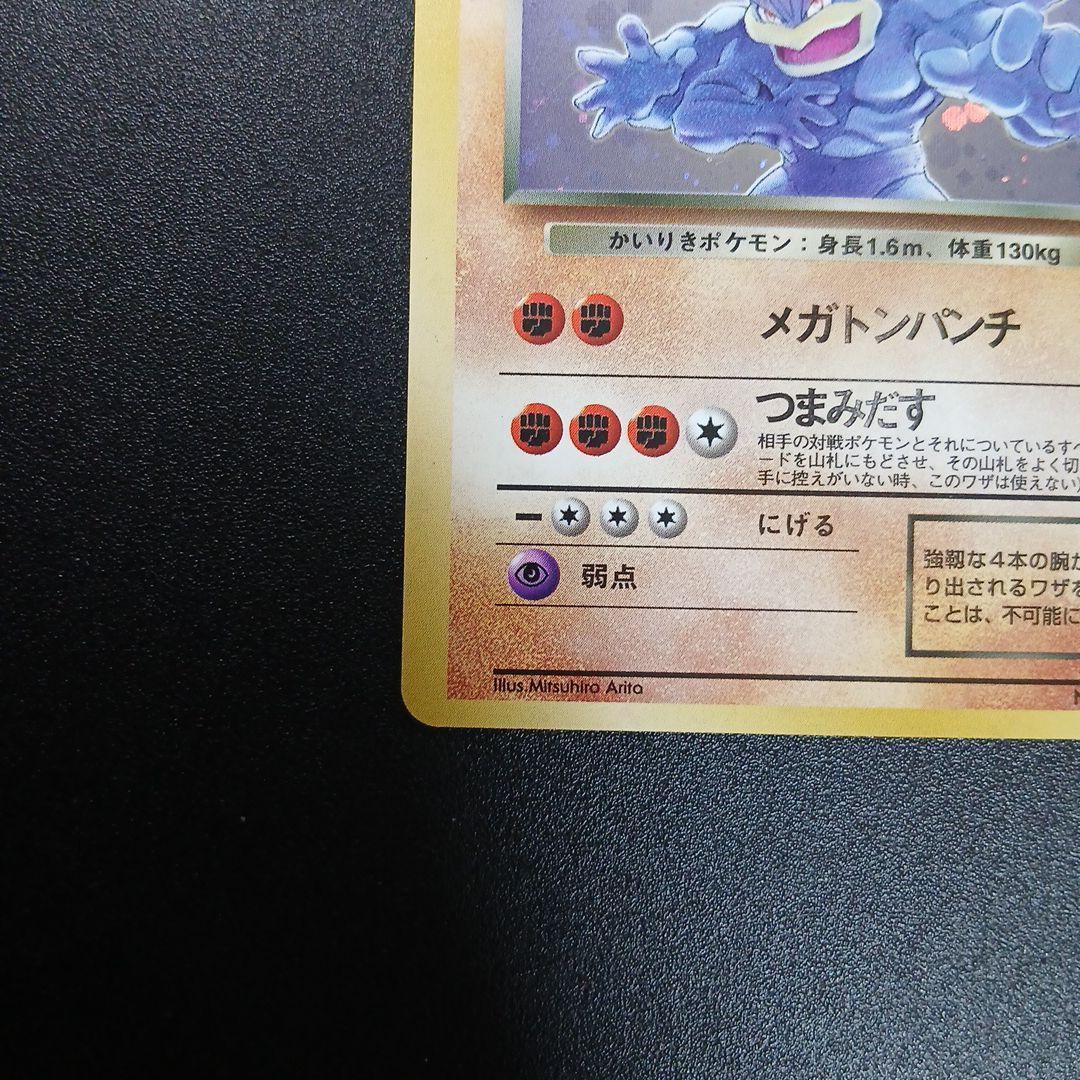 かいりきポケモン：身長1.6m、体重130kg
メガトンパンチ
つまみだす
相手の対戦ポケモンとそれについているすべ
ードを山札にもどさせ、その山札をよく切
手に控えがいない時、このワザは使えない）
ー
にげる
弱点
強靭な４本の腕か
り出されるワザを
ことは、不可能に
Illus.Mitsuhiro Arita